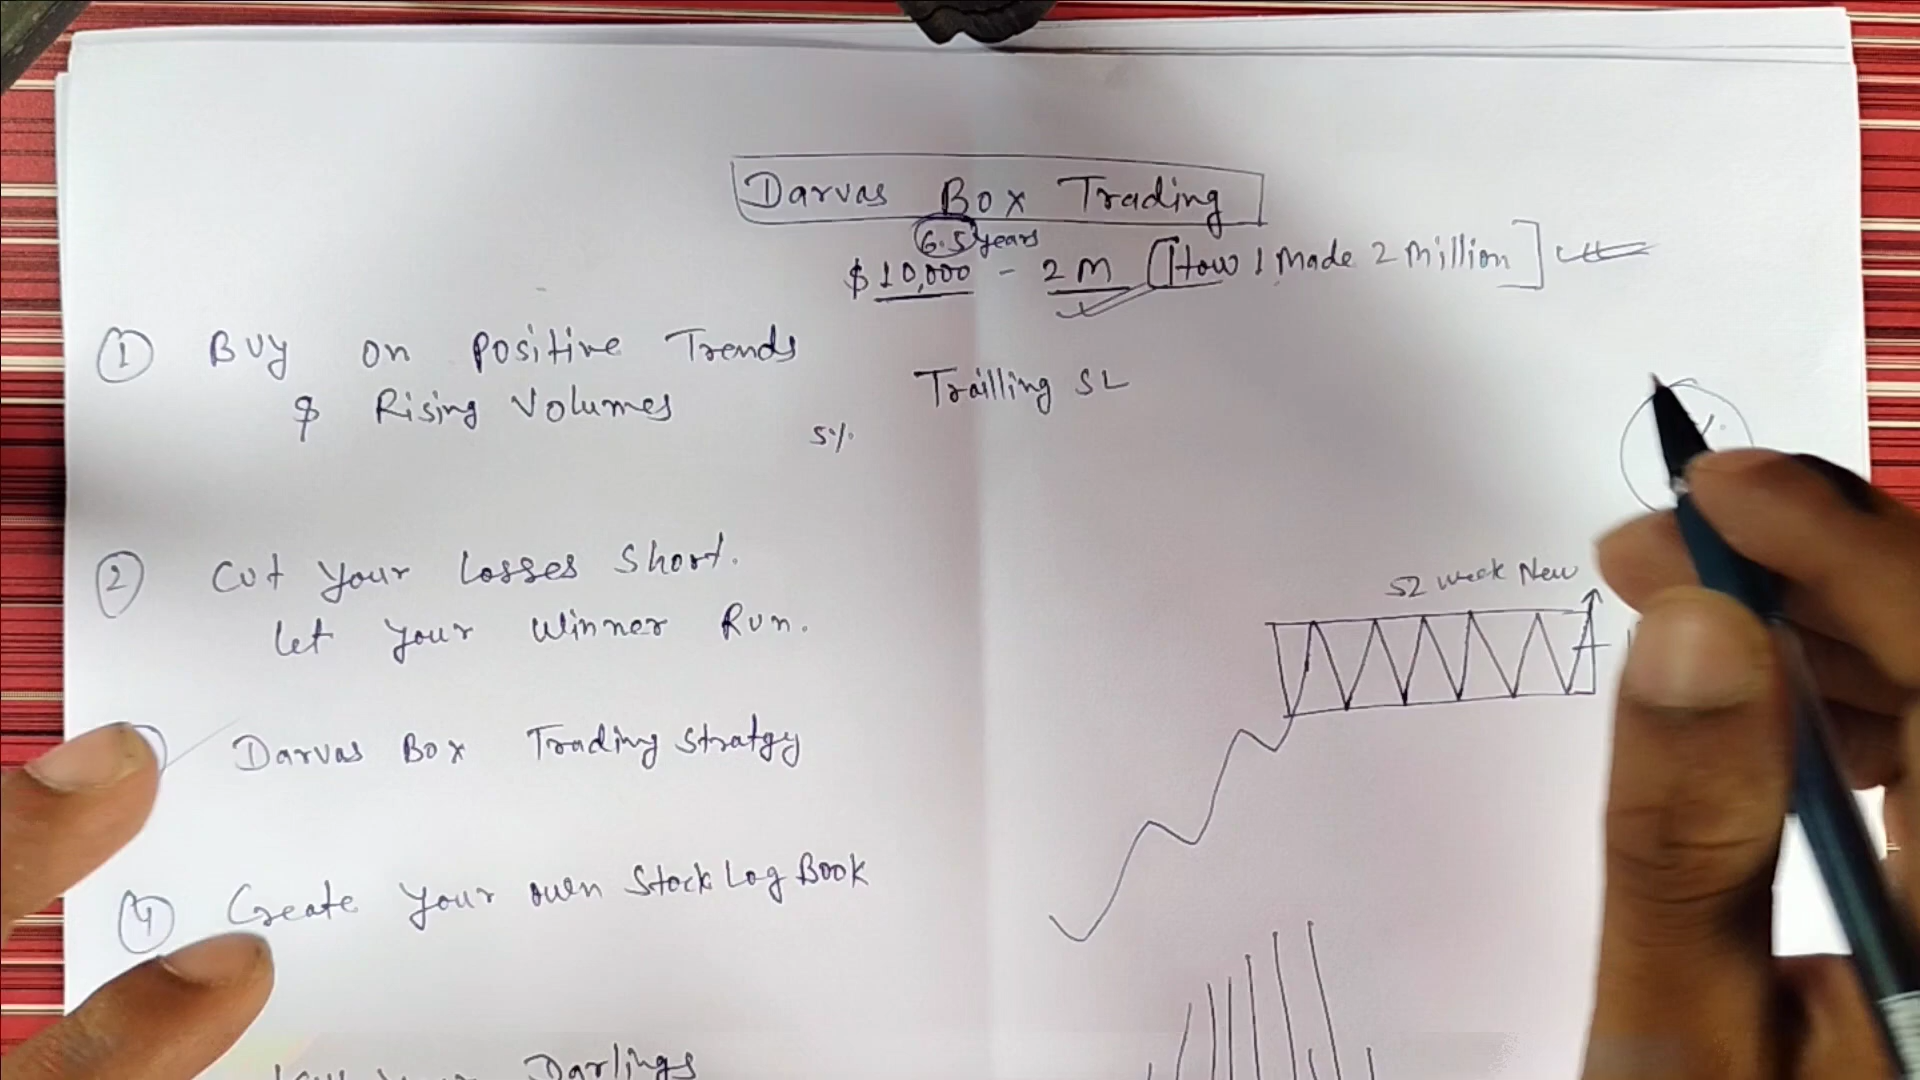 Darvas Box Trading
6.5 years
$10,000 - 2 M [How I Made 2 Million]
① Buy on Positive Trends
& Rising Volumes
Trailling SL
5%
② Cut Your Losses Short.
Let Your Winner Run.
52 week New
Darvas Box Trading Stratgy
④ Create Your own Stock Log Book
Darlings